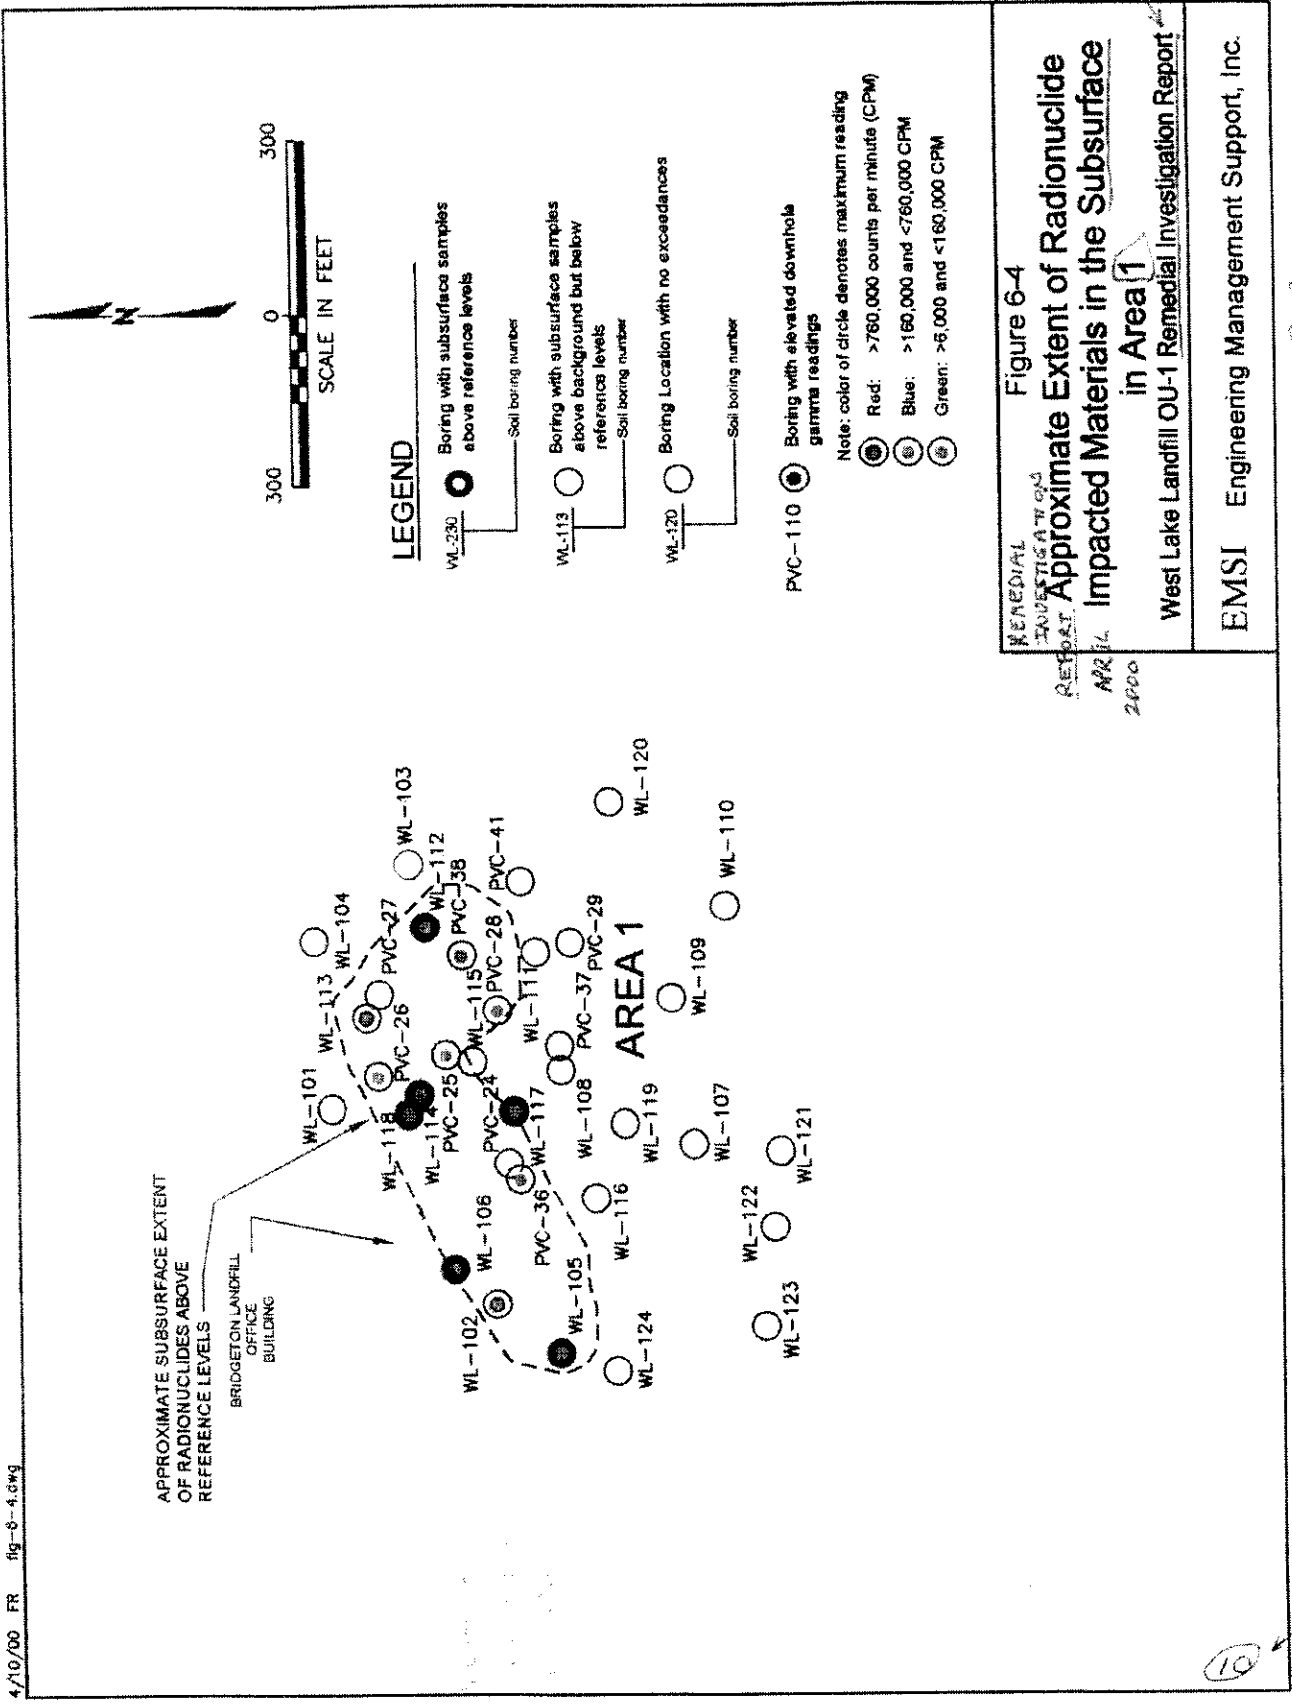 4/10/00 FR fig-6-4.dwg
APPROXIMATE SUBSURFACE EXTENT
OF RADIONUCLIDES ABOVE
REFERENCE LEVELS
BRIDGETON LANDFILL
OFFICE
BUILDING
N
300 0 300
SCALE IN FEET
LEGEND
WL-230
Boring with subsurface samples
above reference levels
Soil boring number
WL-113
Boring with subsurface samples
above background but below
reference levels
Soil boring number
WL-120
Boring Location with no exceedances
Soil boring number
PVC-110
Boring with elevated downhole
gamma readings
Note: color of circle denotes maximum reading
Red: >760,000 counts per minute (CPM)
Blue: >160,000 and <760,000 CPM
Green: >6,000 and <160,000 CPM
WL-101
WL-113
WL-104
WL-103
WL-118
WL-114
PVC-26
PVC-27
WL-112
PVC-38
PVC-25
WL-115
PVC-28
PVC-41
WL-106
PVC-24
WL-117
WL-111
WL-102
PVC-36
WL-105
WL-108
PVC-37
PVC-29
WL-124
WL-116
WL-119
AREA 1
WL-120
WL-107
WL-109
WL-110
WL-123
WL-122
WL-121
REMEDIAL
INVESTIGATION
REPORT
APRIL
2000
Figure 6-4
Approximate Extent of Radionuclide
Impacted Materials in the Subsurface
in Area 1
West Lake Landfill OU-1 Remedial Investigation Report
EMSI Engineering Management Support, Inc.
10